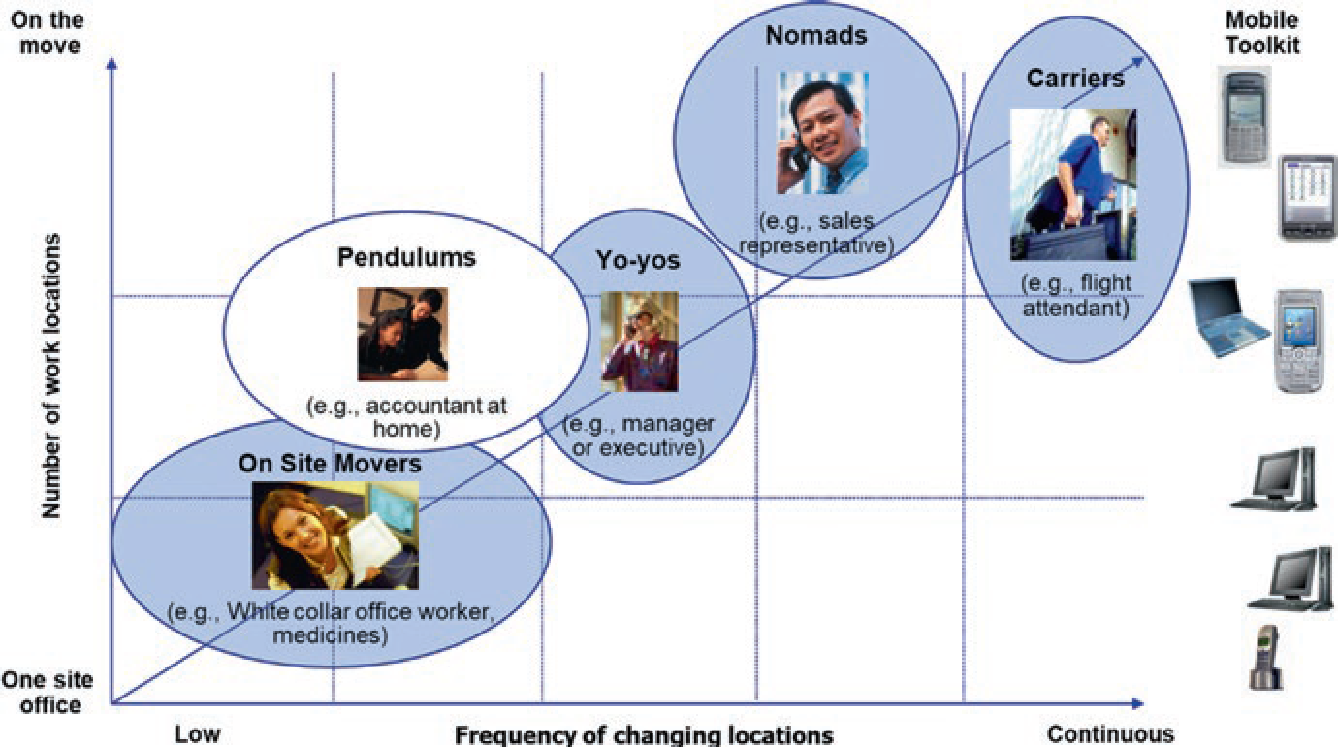 On the
move
Nomads
Mobile
Toolkit
Carriers
(e.g., sales
representative)
Pendulums
Yo-yos
(e.g., flight
attendant)
Number of work locations
(e.g., accountant at
home)
(e.g., manager
or executive)
On Site Movers
(e.g., White collar office worker,
medicines)
One site
office
Low
Frequency of changing locations
Continuous